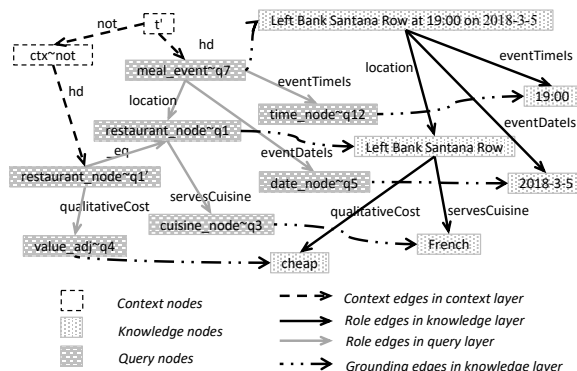 not
t'
Left Bank Santana Row at 19:00 on 2018-3-5
ctx~not
hd
meal_event~q7
eventTimeIs
location
eventTimeIs
hd
location
time_node~q12
19:00
restaurant_node~q1
eventDateIs
_eq
eventDateIs
Left Bank Santana Row
restaurant_node~q1'
date_node~q5
2018-3-5
qualitativeCost
servesCuisine
qualitativeCost
servesCuisine
cuisine_node~q3
value_adj~q4
French
cheap
Context nodes
Context edges in context layer
Knowledge nodes
Role edges in knowledge layer
Query nodes
Role edges in query layer
Grounding edges in knowledge layer